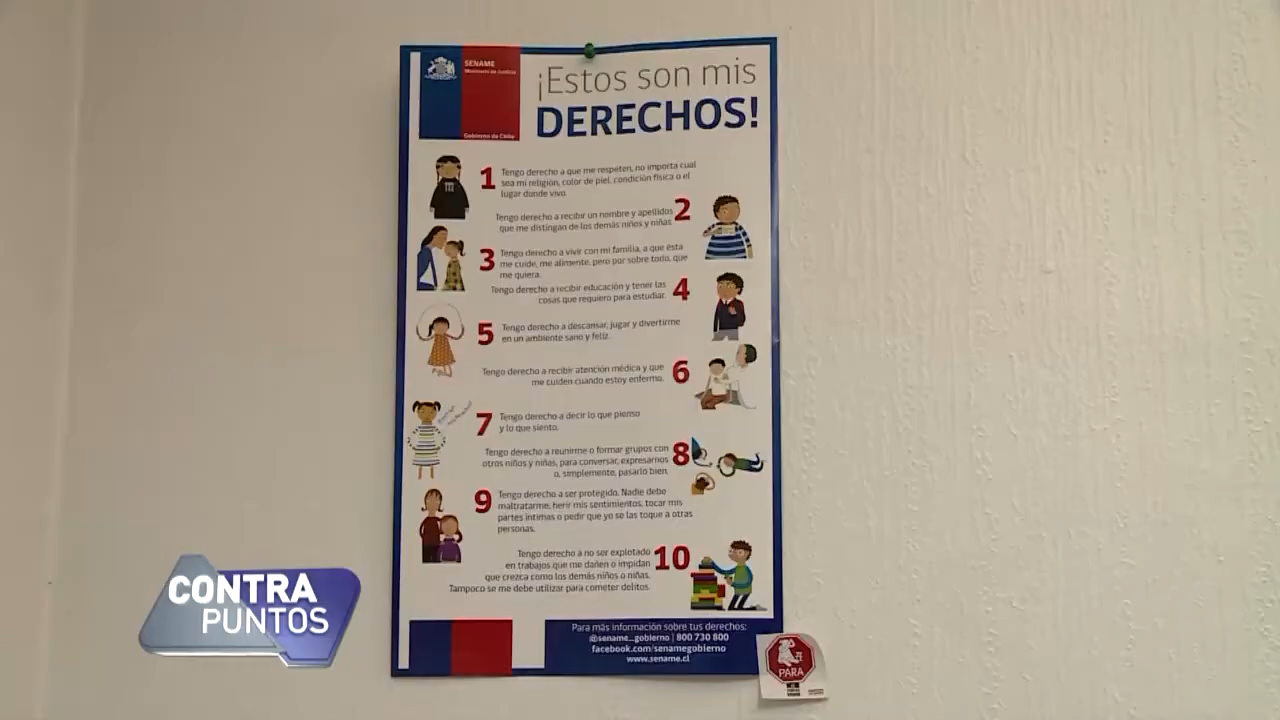 SENAME
Ministerio de Justicia
Gobierno de Chile
¡Estos son mis
DERECHOS!
1
Tengo derecho a que me respeten, no importa cual
sea mi religión, color de piel, condición física o el
lugar donde vivo.
2
Tengo derecho a recibir un nombre y apellidos
que me distingan de los demás niños y niñas
3
Tengo derecho a vivir con mi familia, a que ésta
me cuide, me alimente, pero por sobre todo, que
me quiera.
4
Tengo derecho a recibir educación y tener las
cosas que requiero para estudiar.
5
Tengo derecho a descansar, jugar y divertirme
en un ambiente sano y feliz.
6
Tengo derecho a recibir atención médica y que
me cuiden cuando estoy enfermo.
7
Tengo derecho a decir lo que pienso
y lo que siento.
8
Tengo derecho a reunirme o formar grupos con
otros niños y niñas, para conversar, expresarnos
o, simplemente, pasarlo bien.
9
Tengo derecho a ser protegido. Nadie debe
maltratarme, herir mis sentimientos, tocar mis
partes íntimas o pedir que yo se las toque a otras
personas.
10
Tengo derecho a no ser explotado
en trabajos que me dañen o impidan
que crezca como los demás niños o niñas.
Tampoco se me debe utilizar para cometer delitos.
Para más información sobre tus derechos:
@sename_gobierno | 800 730 800
facebook.com/senamegobierno
www.sename.cl
PARA
CONTRA
PUNTOS